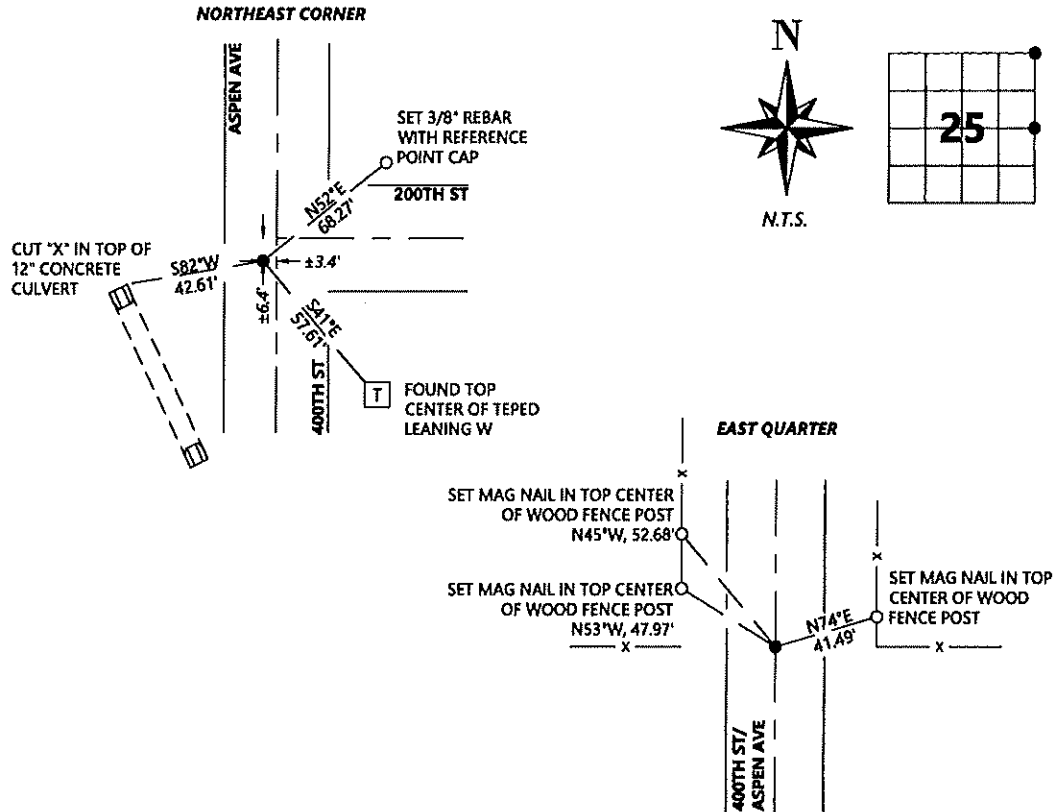 NORTHEAST CORNER
ASPEN AVE
SET 3/8" REBAR
WITH REFERENCE
POINT CAP
N52°E
68.27'
200TH ST
CUT "X" IN TOP OF
12" CONCRETE
CULVERT
S82°W
42.61'
±3.4'
±6.4'
S41°E
57.61'
400TH ST
T
FOUND TOP
CENTER OF TEPED
LEANING W
N
N.T.S.
25
EAST QUARTER
X
SET MAG NAIL IN TOP CENTER
OF WOOD FENCE POST
N45°W, 52.68'
SET MAG NAIL IN TOP CENTER
OF WOOD FENCE POST
N53°W, 47.97'
X
X
SET MAG NAIL IN TOP
CENTER OF WOOD
FENCE POST
N74°E
41.49'
X
400TH ST/
ASPEN AVE